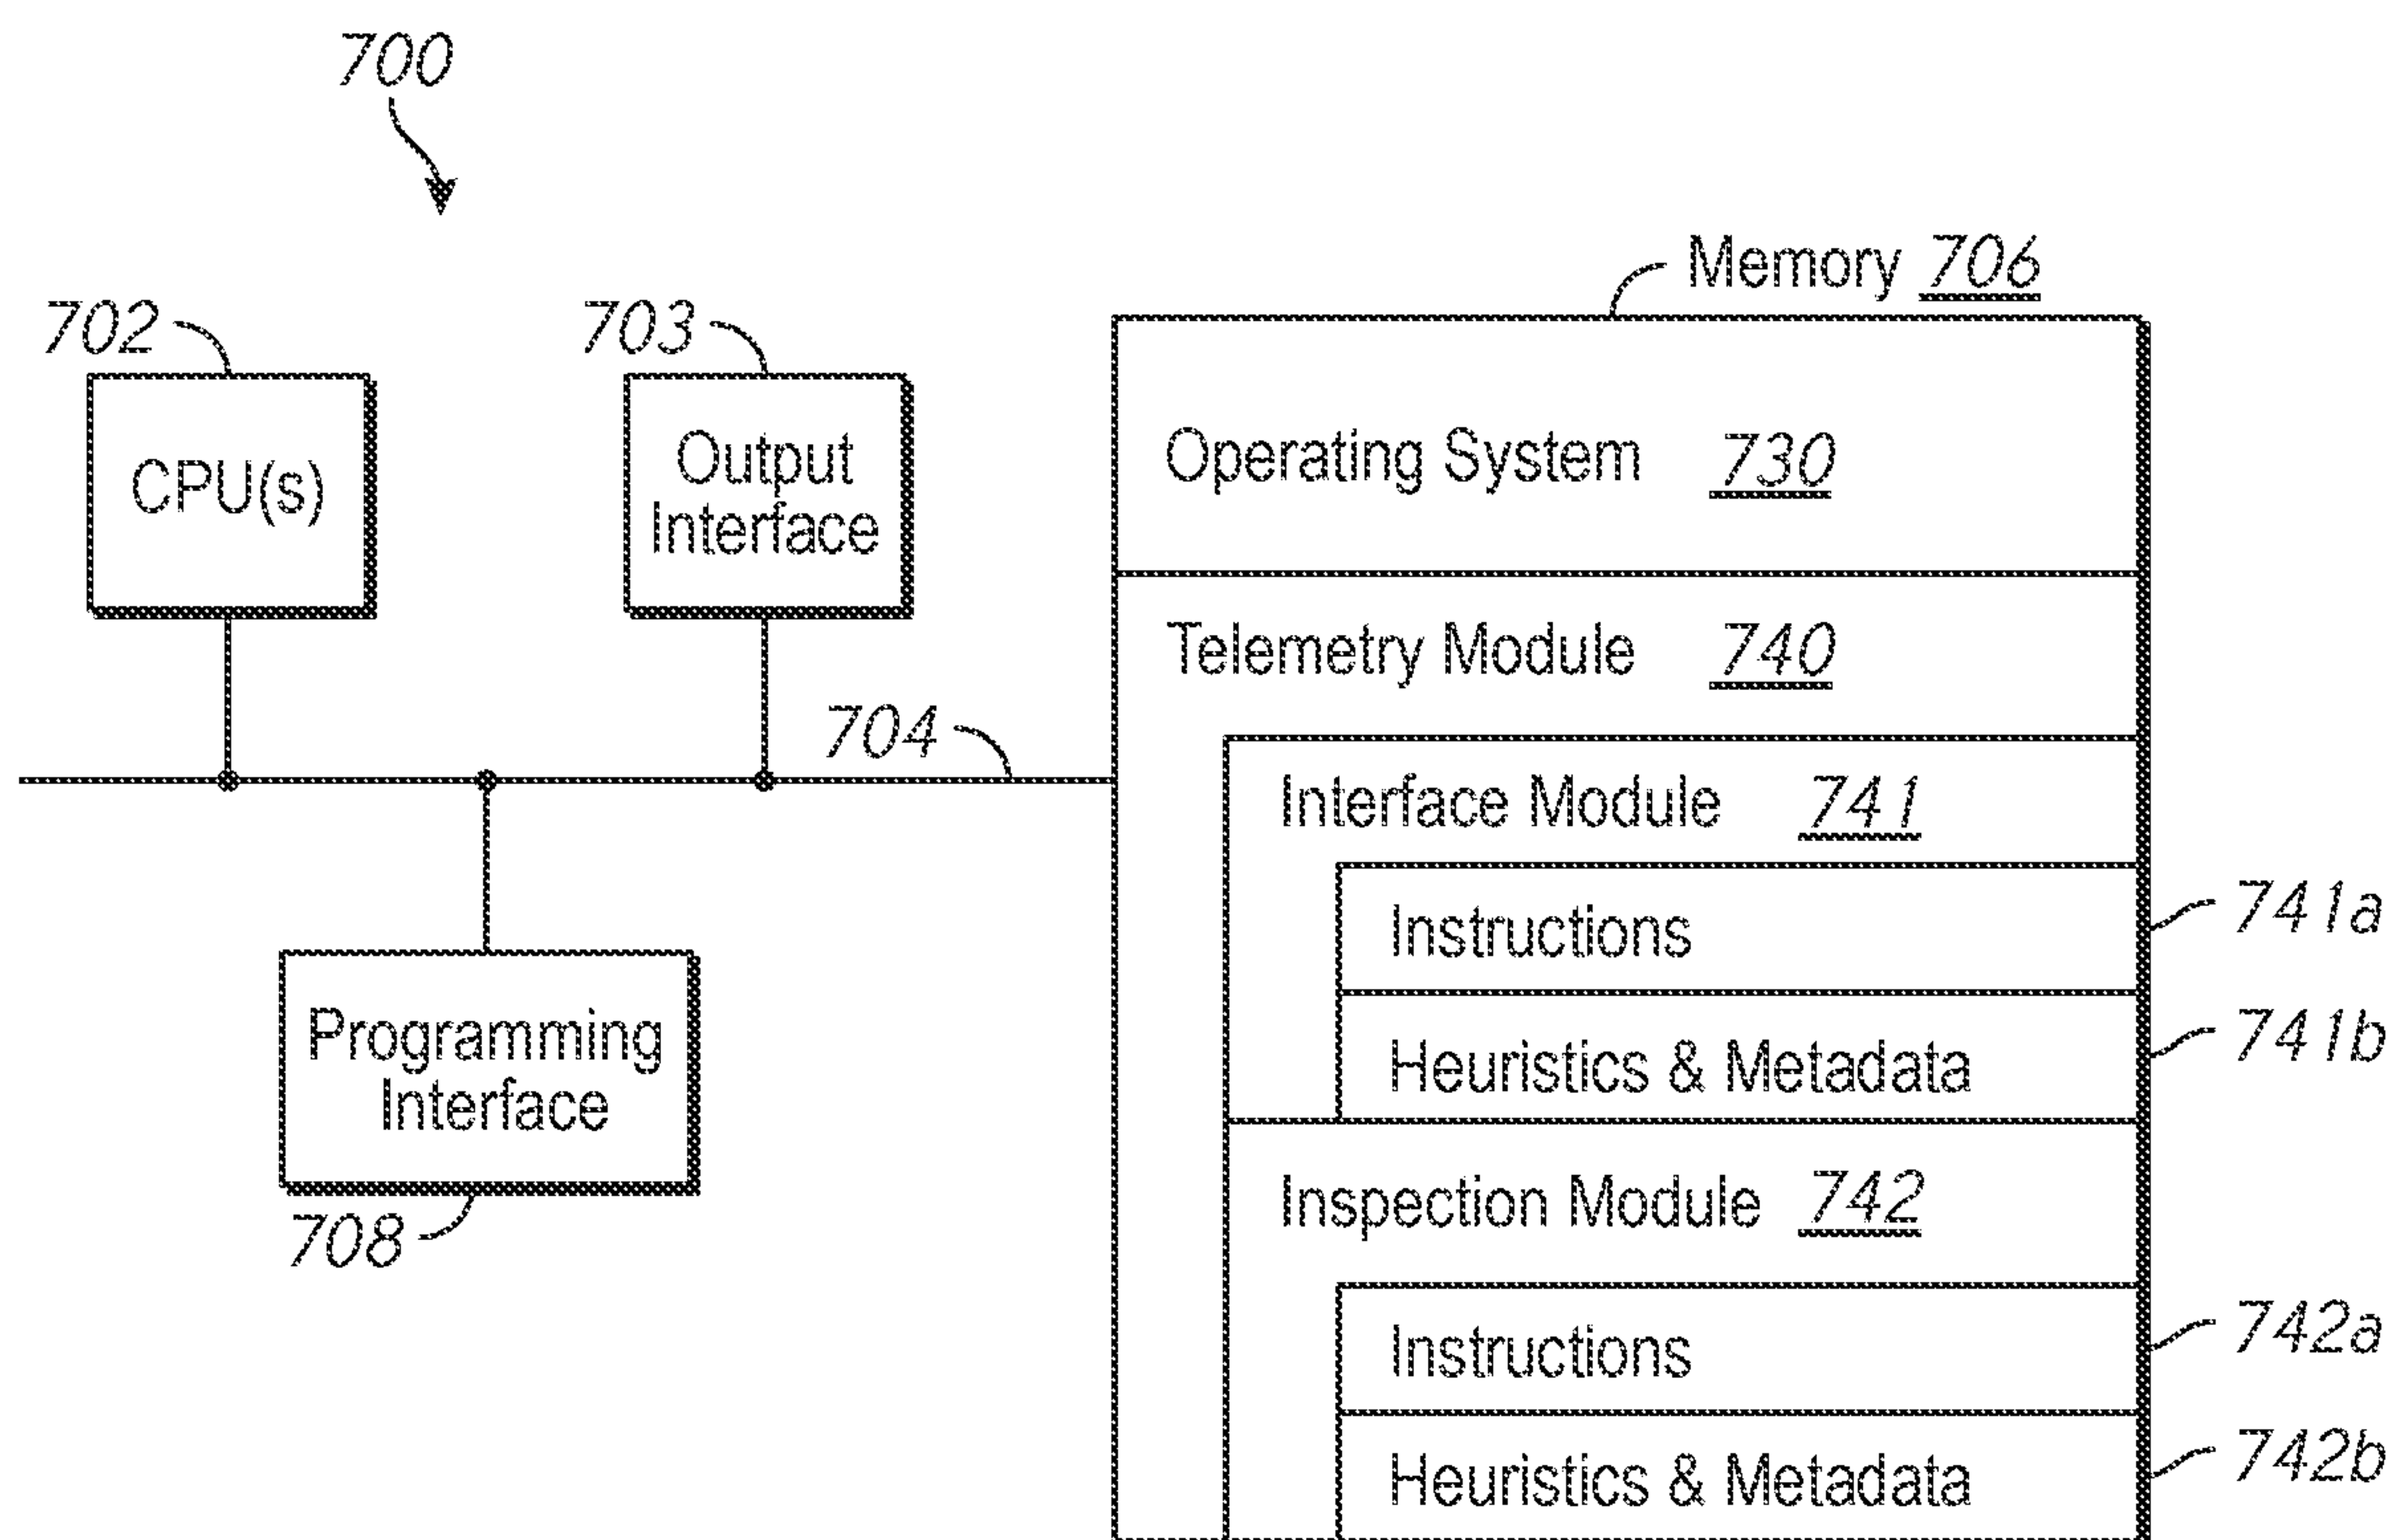 700
Memory 706
702
703
CPU(s)
Output
Interface
Operating System 730
Telemetry Module 740
704
Interface Module 741
Instructions
741a
Programming
Interface
708
Heuristics & Metadata
741b
Inspection Module 742
Instructions
742a
Heuristics & Metadata
742b